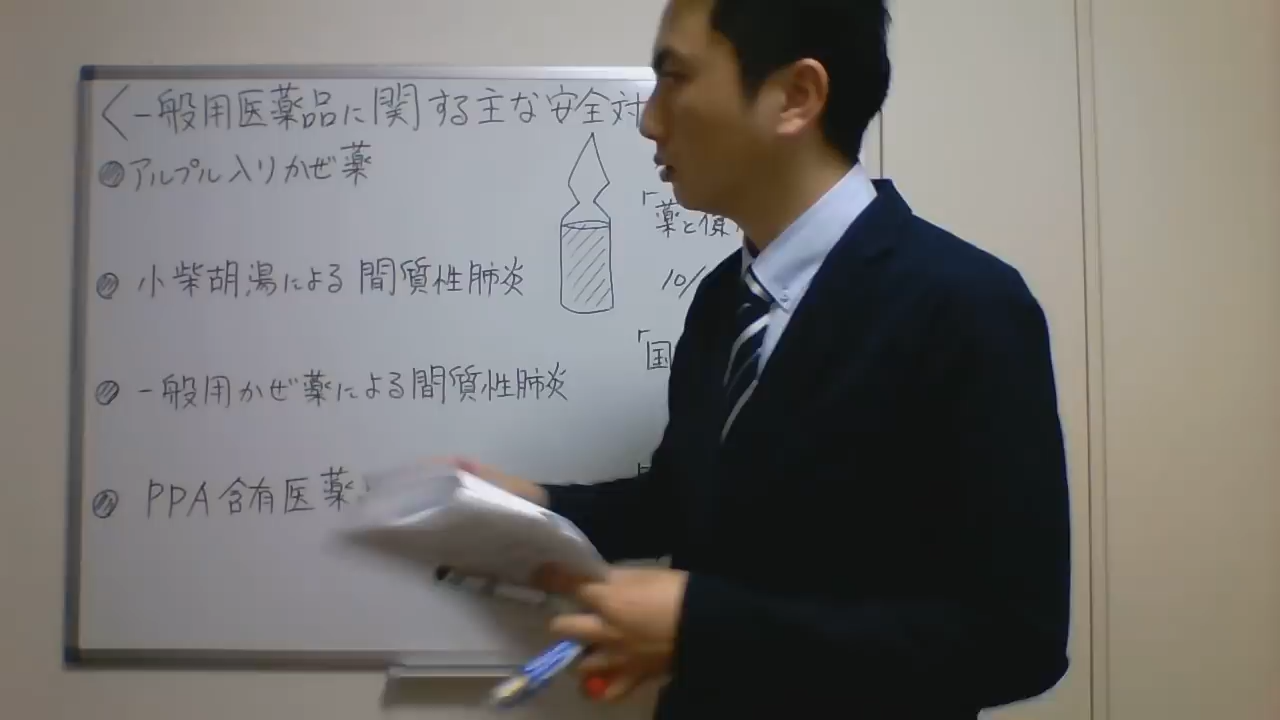 〈一般用医薬品に関する主な安全対
アルプル入りかぜ薬
「薬と健
10/
小柴胡湯による間質性肺炎
「国
一般用かぜ薬による間質性肺炎
PPA含有医薬